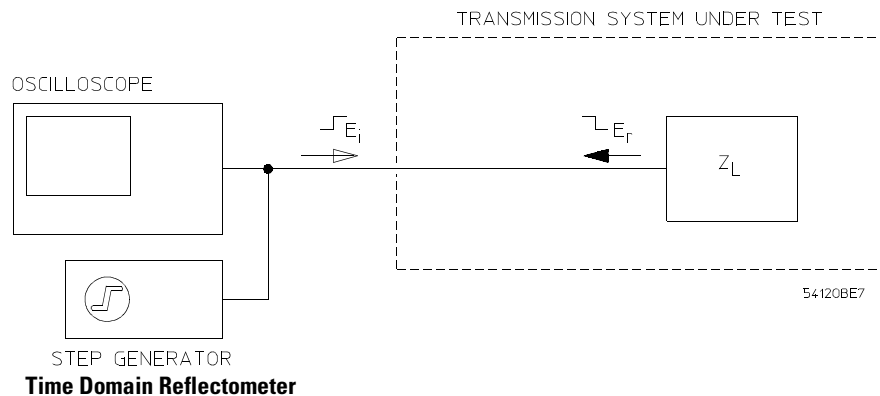 TRANSMISSION SYSTEM UNDER TEST
OSCILLOSCOPE
Ei
Er
ZL
54120BE7
STEP GENERATOR
Time Domain Reflectometer